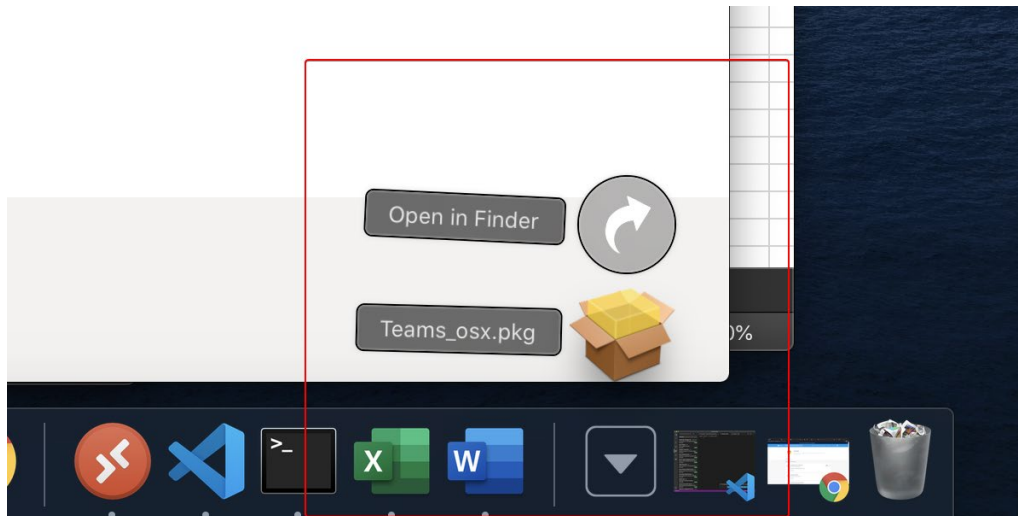 Open in Finder
Teams_osx.pkg
0%
>_
X
W